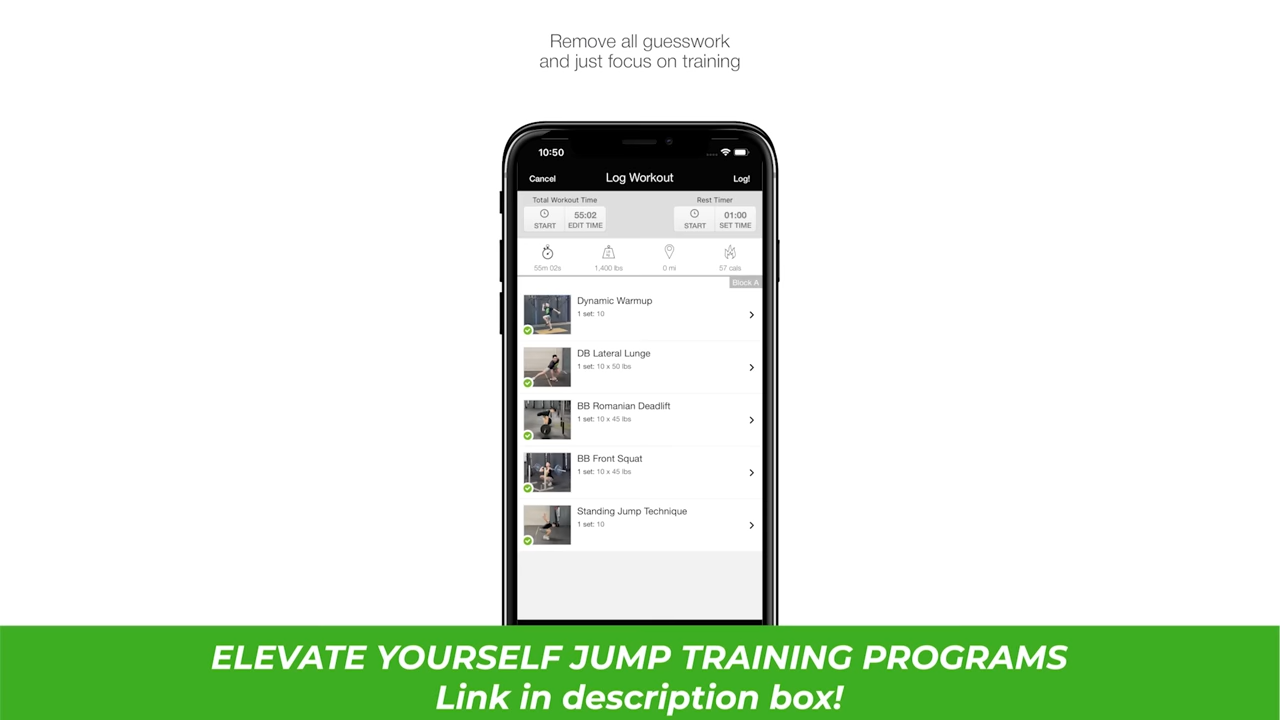 Remove all guesswork
and just focus on training
10:50
Cancel
Log Workout
Log!
Total Workout Time
Rest Timer
START
55:02
EDIT TIME
START
01:00
SET TIME
55m 02s
1,400 lbs
0 mi
57 cals
Block A
Dynamic Warmup
1 set: 10
DB Lateral Lunge
1 set: 10 x 50 lbs
BB Romanian Deadlift
1 set: 10 x 45 lbs
BB Front Squat
1 set: 10 x 45 lbs
Standing Jump Technique
1 set: 10
ELEVATE YOURSELF JUMP TRAINING PROGRAMS
Link in description box!